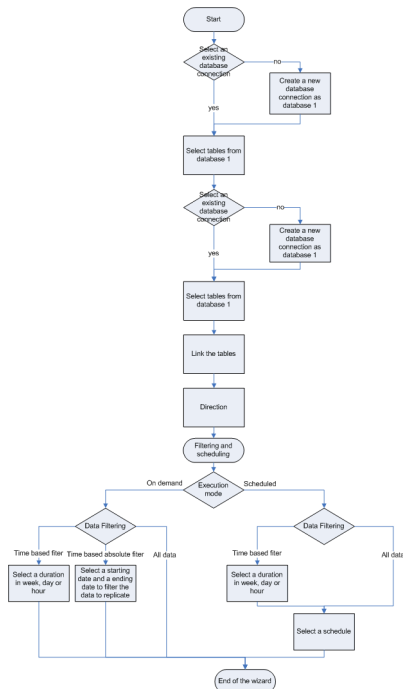 Start
Select an
existing
database
connection
no
Create a new
database
connection as
database 1
yes
Select tables from
database 1
Select an
existing
database
connection
no
Create a new
database
connection as
database 1
yes
Select tables from
database 1
Link the tables
Direction
Filtering and
scheduling
Execution
mode
On demand
Scheduled
Data Filtering
Data Filtering
Time based fiter
Time based absolute fiter
All data
Time based fiter
All data
Select a duration
in week, day or
hour
Select a starting
date and a ending
date to filter the
data to replicate
Select a duration
in week, day or
hour
Select a schedule
End of the wizard